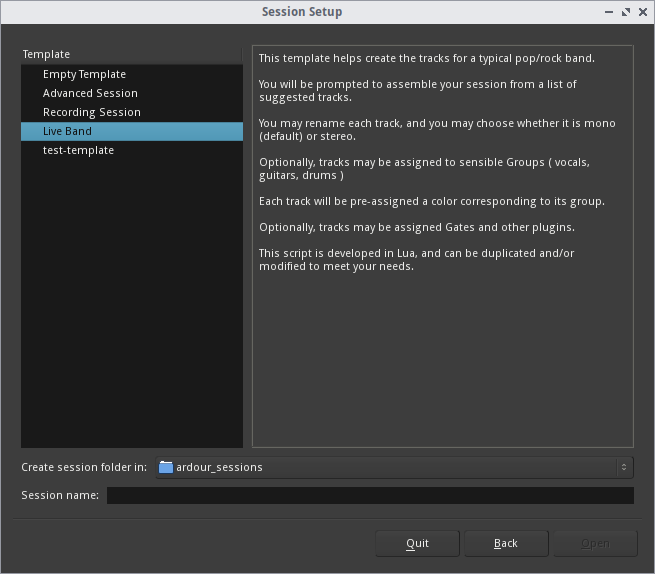 Session Setup
Template
Empty Template
Advanced Session
Recording Session
Live Band
test-template
This template helps create the tracks for a typical pop/rock band.
You will be prompted to assemble your session from a list of
suggested tracks.
You may rename each track, and you may choose whether it is mono
(default) or stereo.
Optionally, tracks may be assigned to sensible Groups ( vocals,
guitars, drums )
Each track will be pre-assigned a color corresponding to its group.
Optionally, tracks may be assigned Gates and other plugins.
This script is developed in Lua, and can be duplicated and/or
modified to meet your needs.
Create session folder in: ardour_sessions
Session name:
Quit Back Open